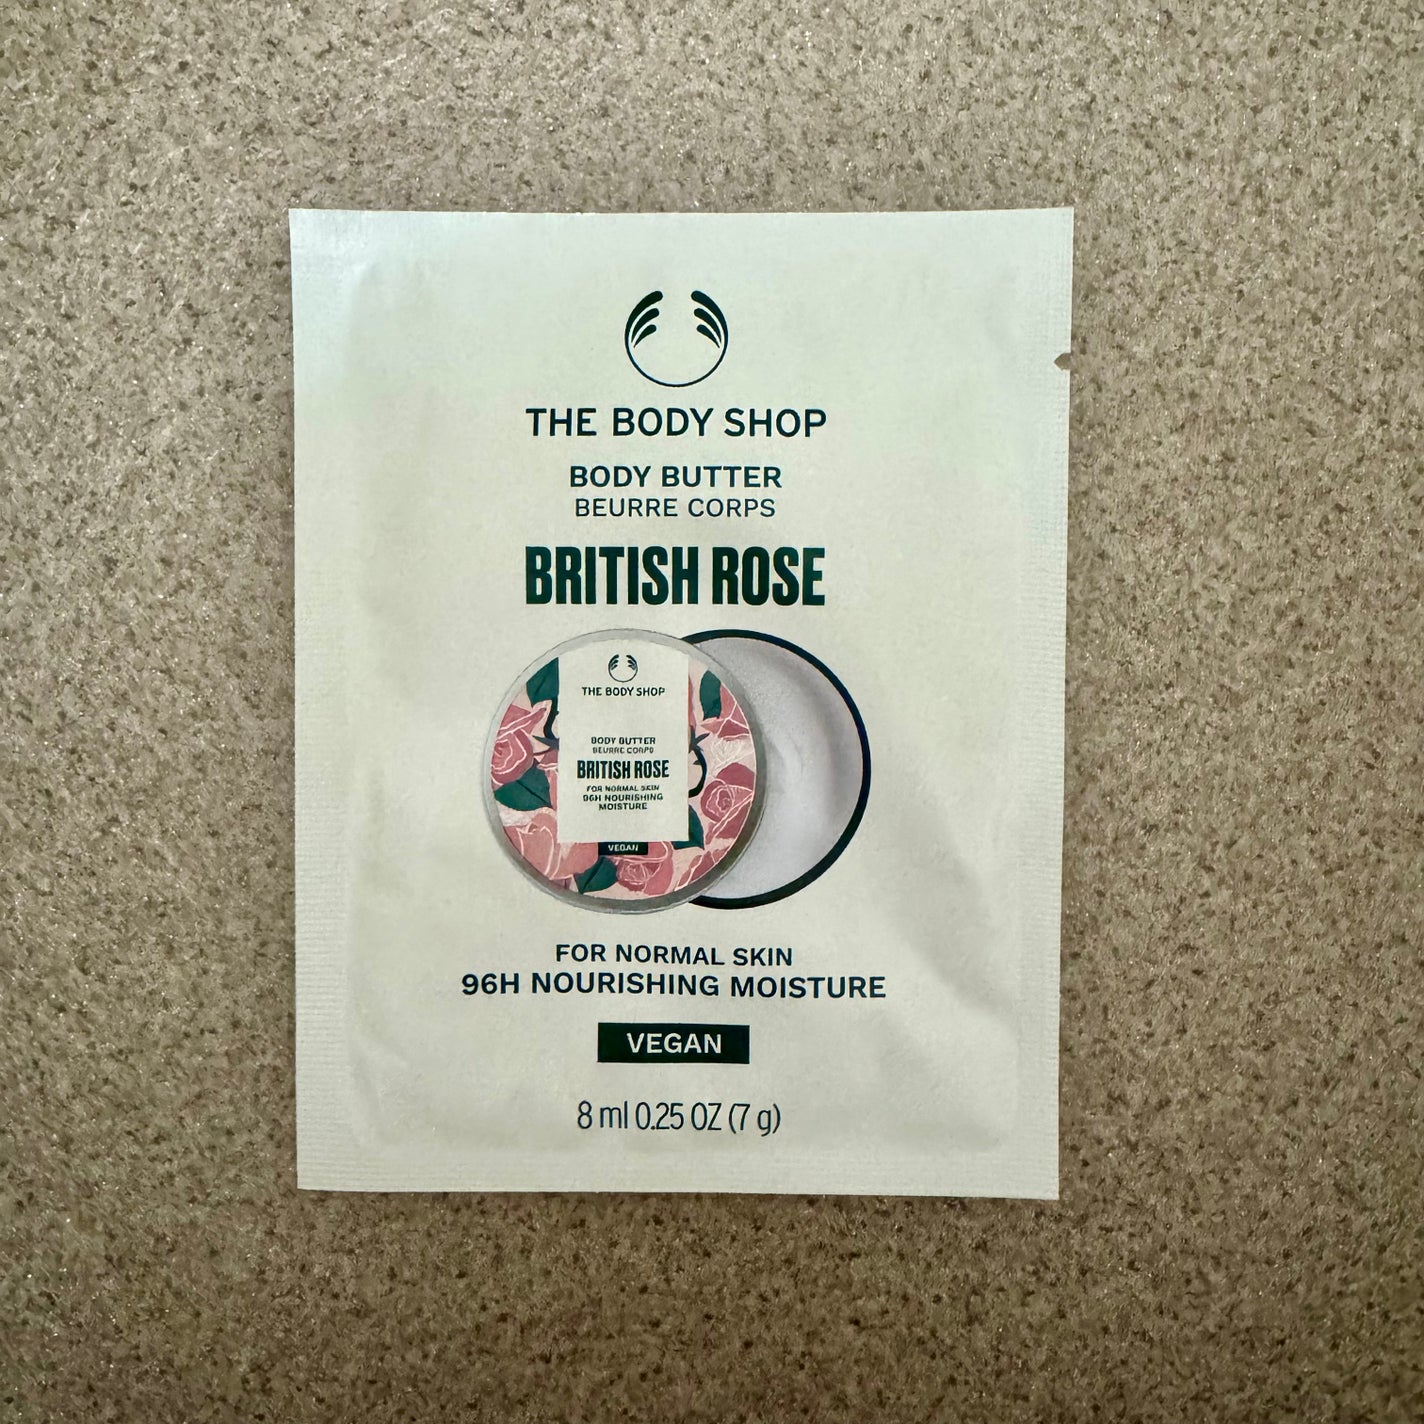 THE BODY SHOP
BODY BUTTER
BEURRE CORPS
BRITISH ROSE
THE BODY SHOP
BODY BUTTER
BEURRE CORPS
BRITISH ROSE
FOR NORMAL SKIN
96H NOURISHING
MOISTURE
VEGAN
FOR NORMAL SKIN
96H NOURISHING MOISTURE
VEGAN
8 ml 0.25 OZ (7 g)